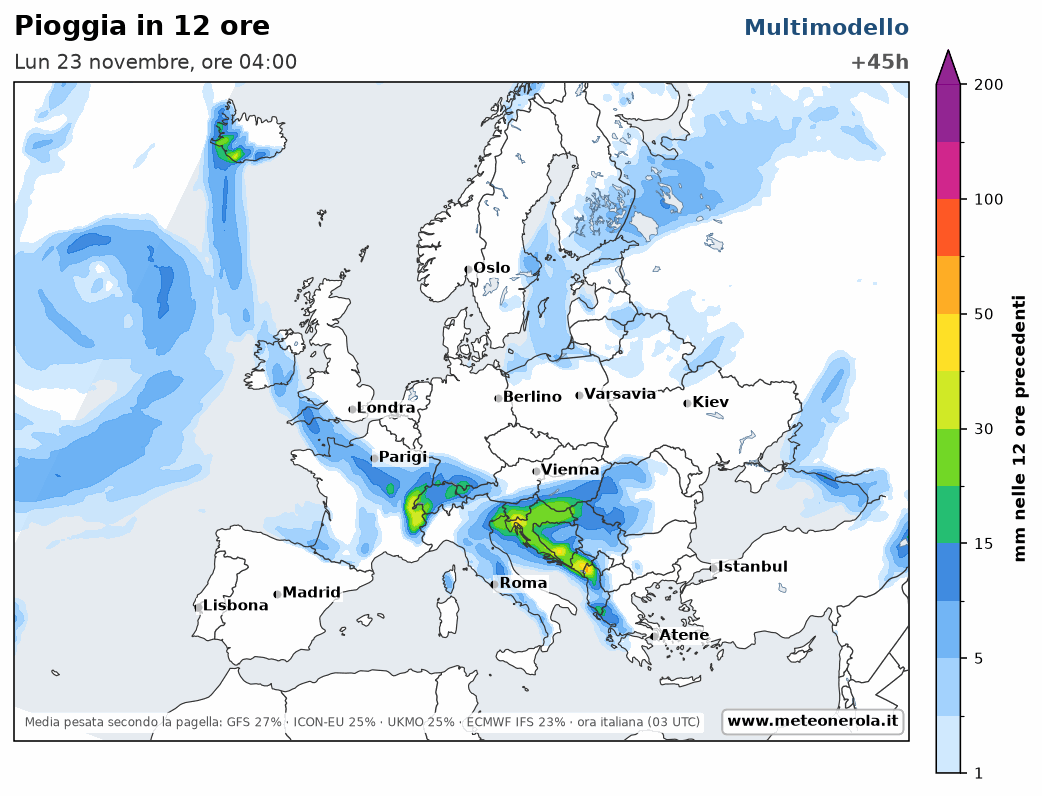 Pioggia in 12 ore
Multimodello
Lun 23 novembre, ore 04:00
+45h
200
100
50
30
15
5
1
mm nelle 12 ore precedenti
Oslo
Berlino
Varsavia
Kiev
Londra
Parigi
Vienna
Istanbul
Roma
Madrid
Lisbona
Atene
Media pesata secondo la pagella: GFS 27% · ICON-EU 25% · UKMO 25% · ECMWF IFS 23% · ora italiana (03 UTC)
www.meteonerola.it